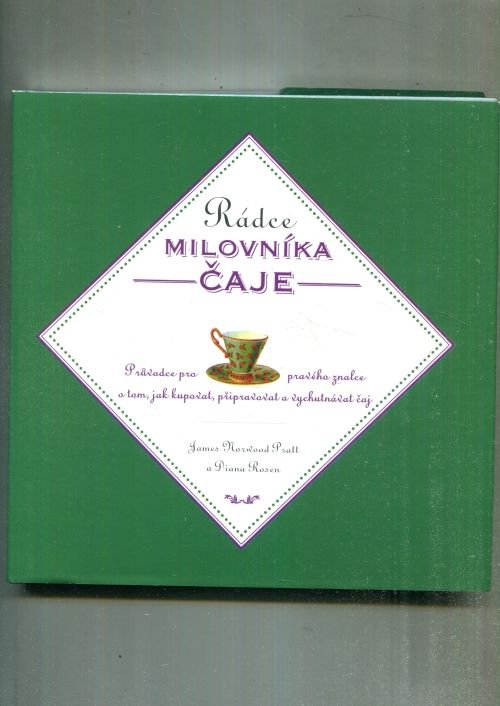 Rádce
MILOVNÍKA
ČAJE
Průvodce pro pravého znalce
o tom, jak kupovat, připravovat a vychutnávat čaj
James Norwood Pratt
a Diana Rosen